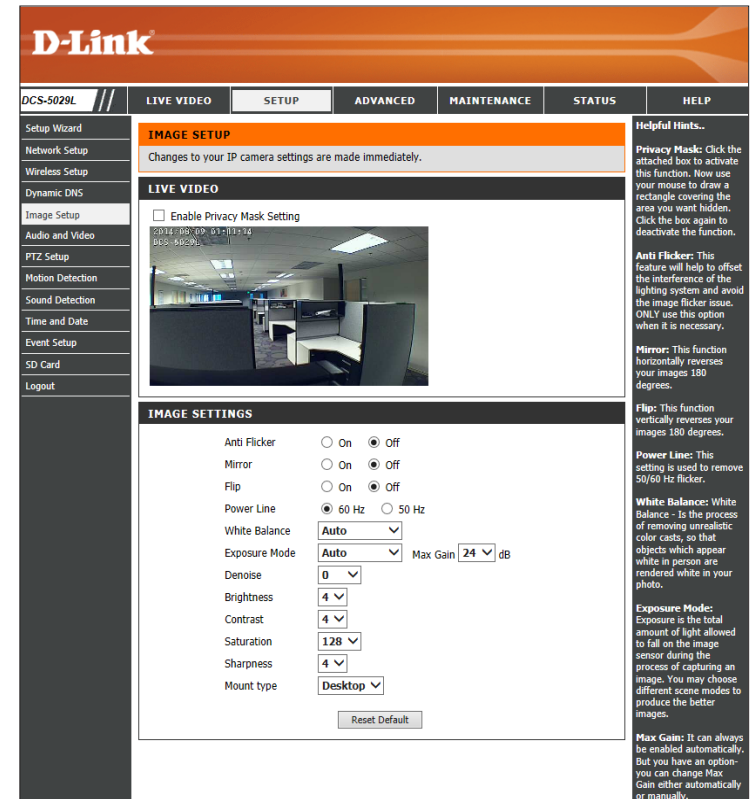 D-Link
DCS-5029L
LIVE VIDEO
SETUP
ADVANCED
MAINTENANCE
STATUS
HELP
Setup Wizard
Network Setup
Wireless Setup
Dynamic DNS
Image Setup
Audio and Video
PTZ Setup
Motion Detection
Sound Detection
Time and Date
Event Setup
SD Card
Logout
IMAGE SETUP
Changes to your IP camera settings are made immediately.
LIVE VIDEO
Enable Privacy Mask Setting
2014/08/09 01:01:14
DCS-5029L
IMAGE SETTINGS
Anti Flicker On Off
Mirror On Off
Flip On Off
Power Line 60 Hz 50 Hz
White Balance Auto
Exposure Mode Auto Max Gain 24 dB
Denoise 0
Brightness 4
Contrast 4
Saturation 128
Sharpness 4
Mount type Desktop
Reset Default
Helpful Hints..
Privacy Mask: Click the
attached box to activate
this function. Now use
your mouse to draw a
rectangle covering the
area you want hidden.
Click the box again to
deactivate the function.
Anti Flicker: This
feature will help to offset
the interference of the
lighting system and avoid
the image flicker issue.
ONLY use this option
when it is necessary.
Mirror: This function
horizontally reverses
your images 180
degrees.
Flip: This function
vertically reverses your
images 180 degrees.
Power Line: This
setting is used to remove
50/60 Hz flicker.
White Balance: White
Balance - Is the process
of removing unrealistic
color casts, so that
objects which appear
white in person are
rendered white in your
photo.
Exposure Mode:
Exposure is the total
amount of light allowed
to fall on the image
sensor during the
process of capturing an
image. You may choose
different scene modes to
produce the better
images.
Max Gain: It can always
be enabled automatically.
But you have an option-
you can change Max
Gain either automatically
or manually.